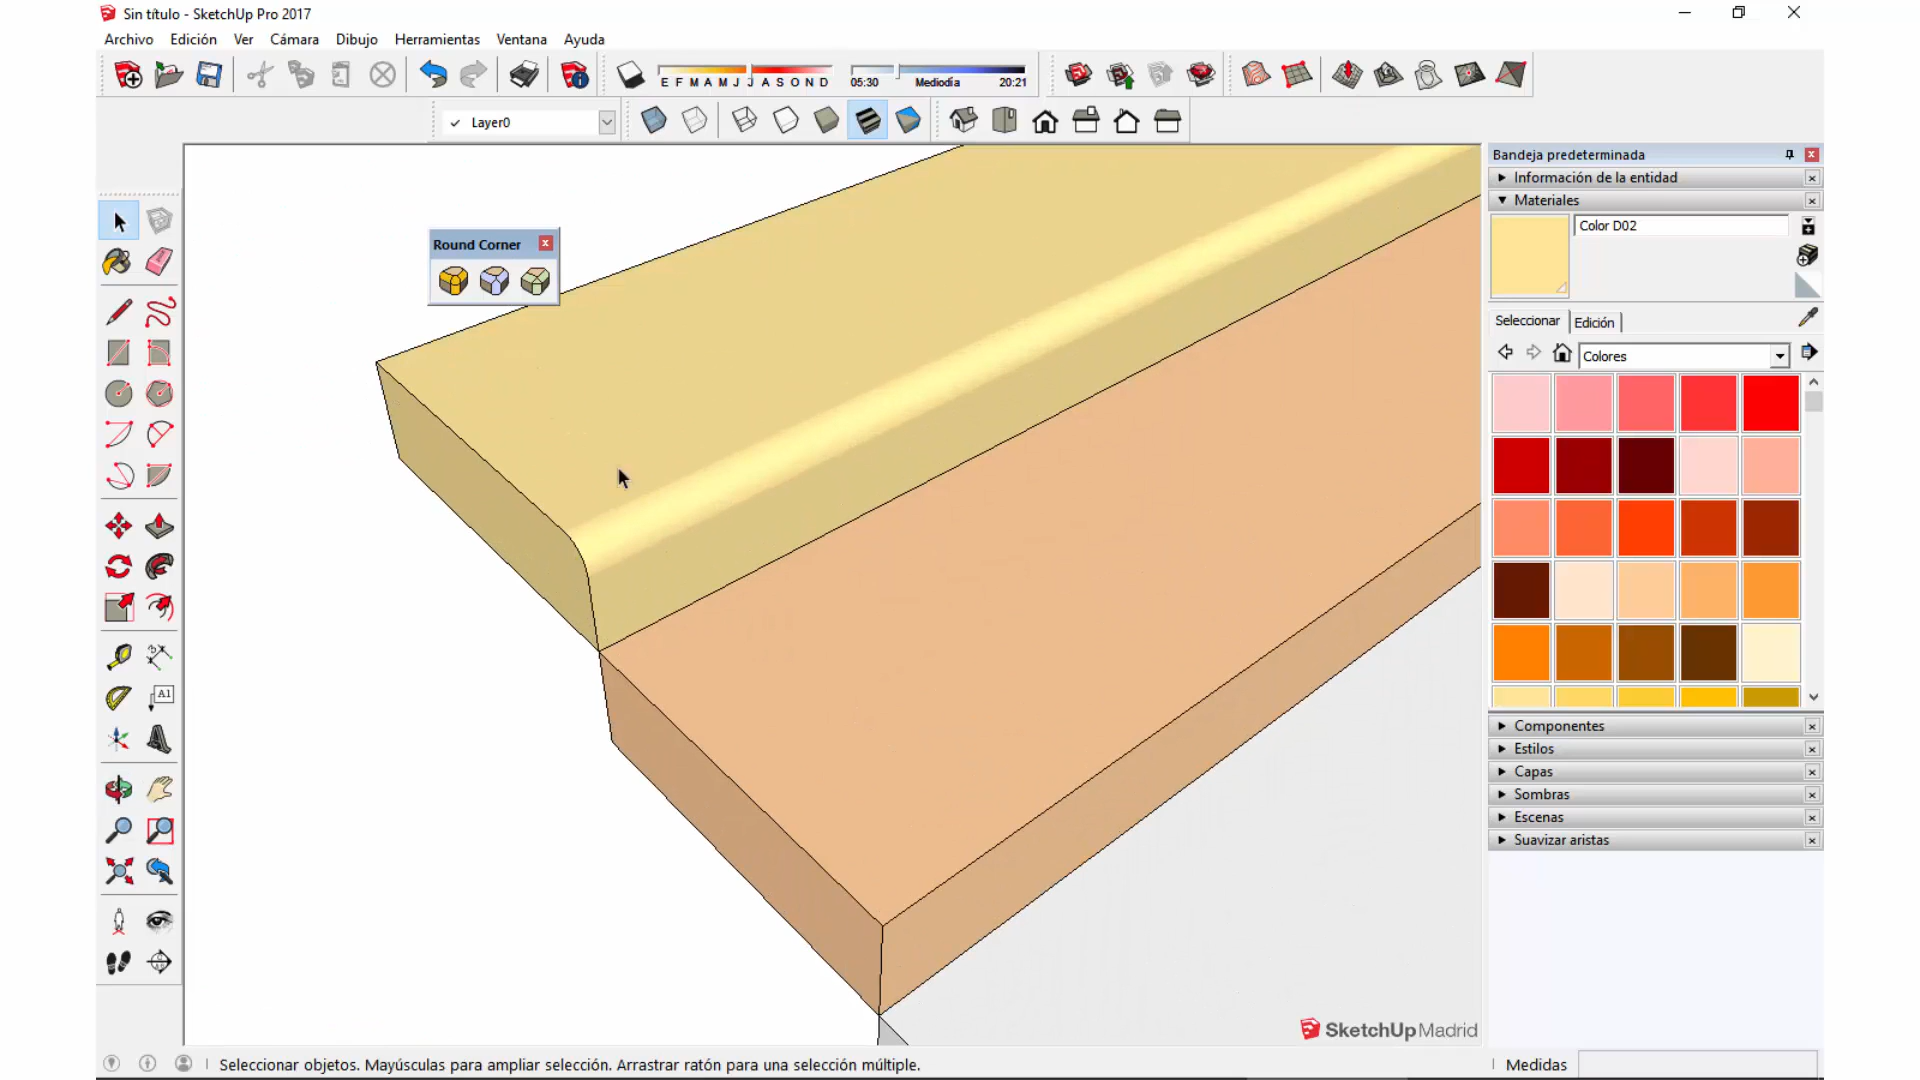 Sin título - SketchUp Pro 2017
Archivo Edición Ver Cámara Dibujo Herramientas Ventana Ayuda
E F M A M J J A S O N D 05:30 Mediodía 20:21
Layer0
Bandeja predeterminada
Información de la entidad
Materiales
Color D02
Round Corner
Seleccionar Edición
Colores
A1
Componentes
Estilos
Capas
Sombras
Escenas
Suavizar aristas
SketchUpMadrid
Seleccionar objetos. Mayúsculas para ampliar selección. Arrastrar ratón para una selección múltiple. Medidas